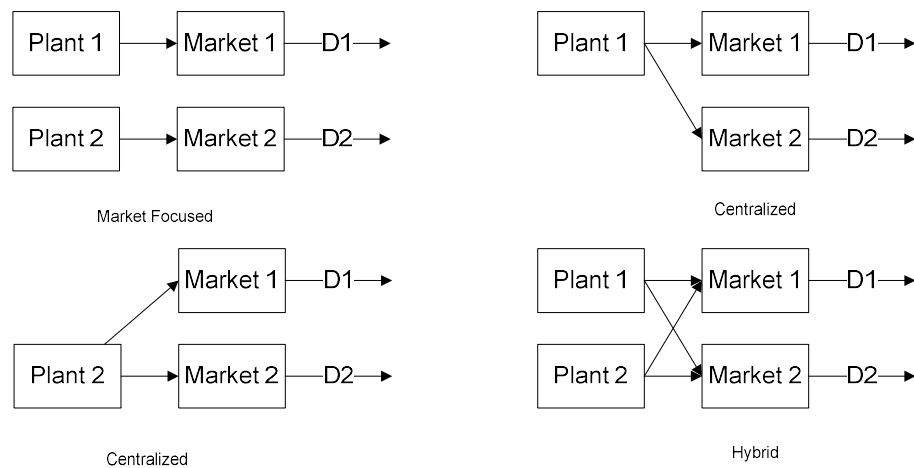 Plant 1
Market 1
D1
Plant 2
Market 2
D2
Market Focused
Plant 1
Market 1
D1
Market 2
D2
Centralized
Market 1
D1
Plant 2
Market 2
D2
Centralized
Plant 1
Market 1
D1
Plant 2
Market 2
D2
Hybrid